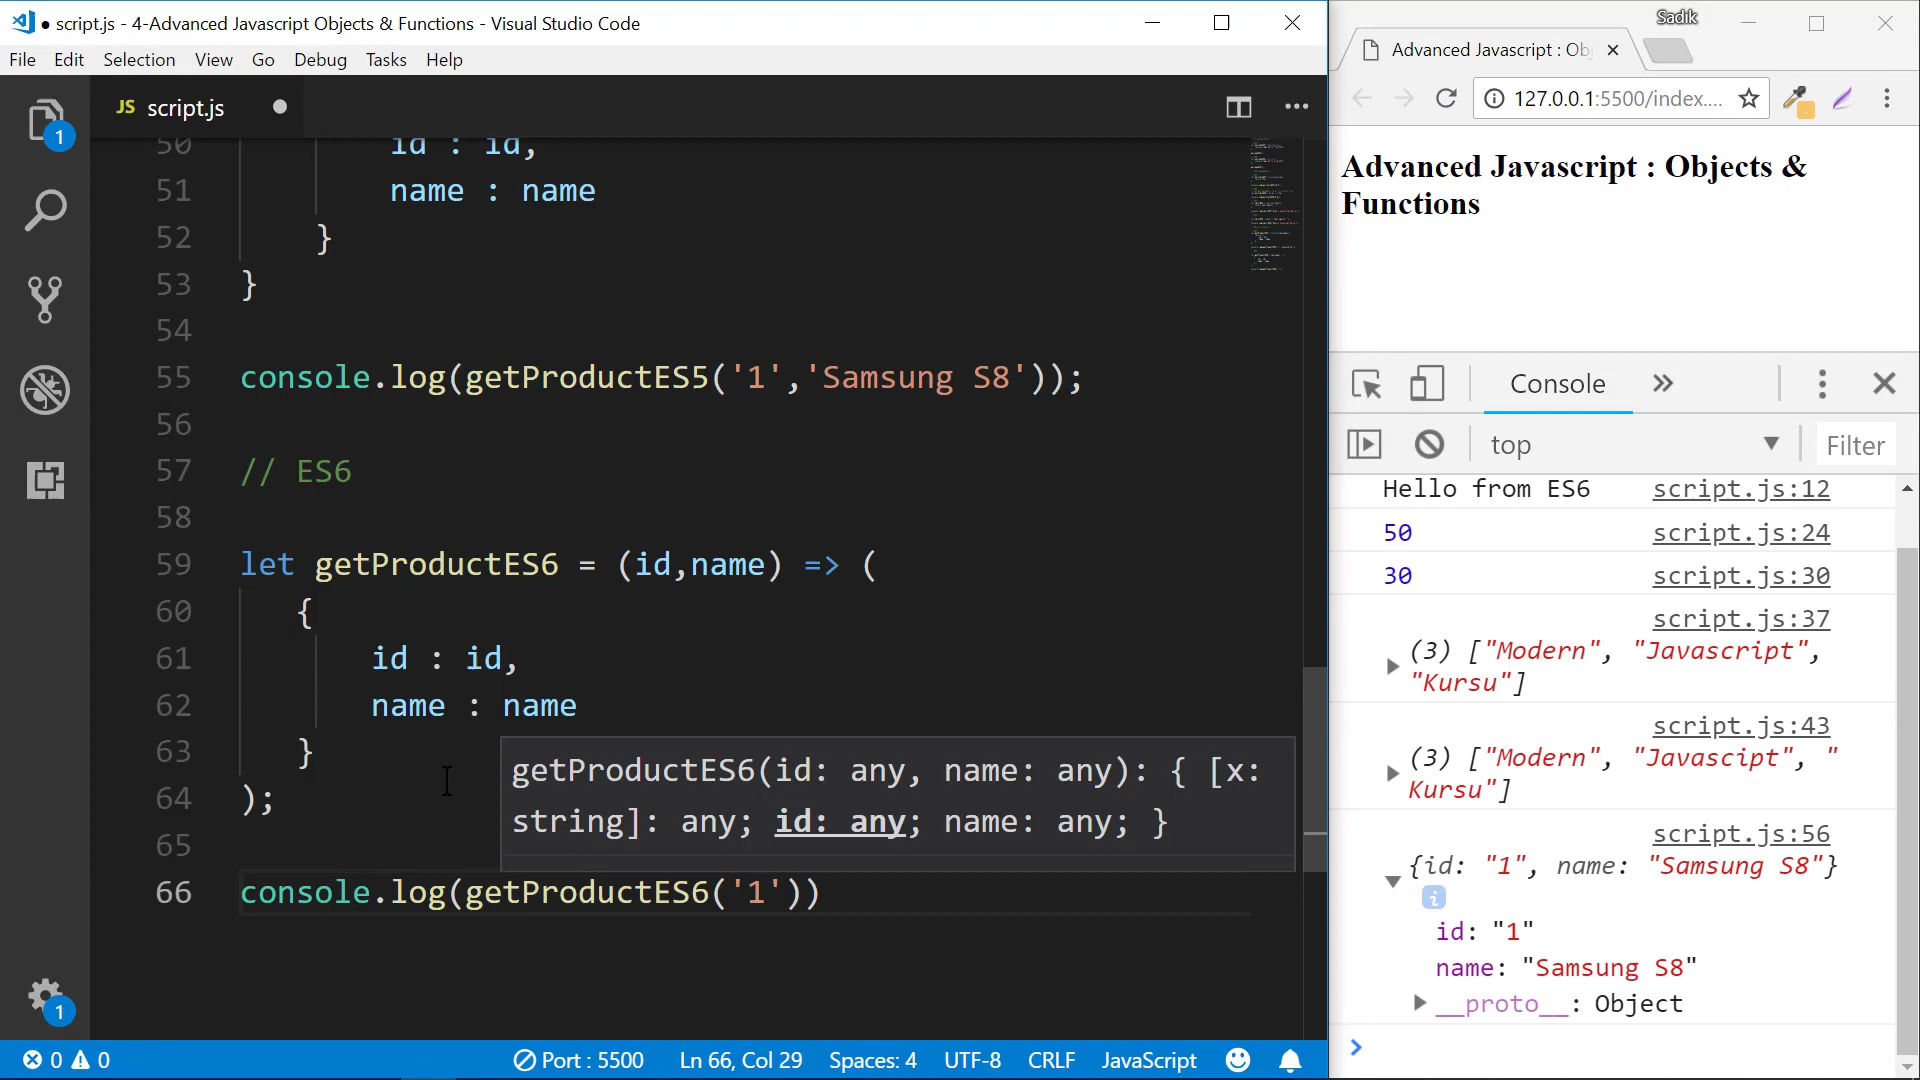 script.js - 4-Advanced Javascript Objects & Functions - Visual Studio Code
File Edit Selection View Go Debug Tasks Help
JS script.js
50 id : id,
51 name : name
52 }
53 }
54
55 console.log(getProductES5('1','Samsung S8'));
56
57 // ES6
58
59 let getProductES6 = (id,name) => (
60 {
61 id : id,
62 name : name
63 }
64 );
65
66 console.log(getProductES6('1'))
getProductES6(id: any, name: any): { [x:
string]: any; id: any; name: any; }
1
1
0 0 Port : 5500 Ln 66, Col 29 Spaces: 4 UTF-8 CRLF JavaScript
Sadik
Advanced Javascript : Ob
127.0.0.1:5500/index....
Advanced Javascript : Objects &
Functions
Console
top Filter
Hello from ES6 script.js:12
50 script.js:24
30 script.js:30
script.js:37
(3) ["Modern", "Javascript",
"Kursu"]
script.js:43
(3) ["Modern", "Javascipt", "
Kursu"]
script.js:56
{id: "1", name: "Samsung S8"}
i
id: "1"
name: "Samsung S8"
__proto__: Object